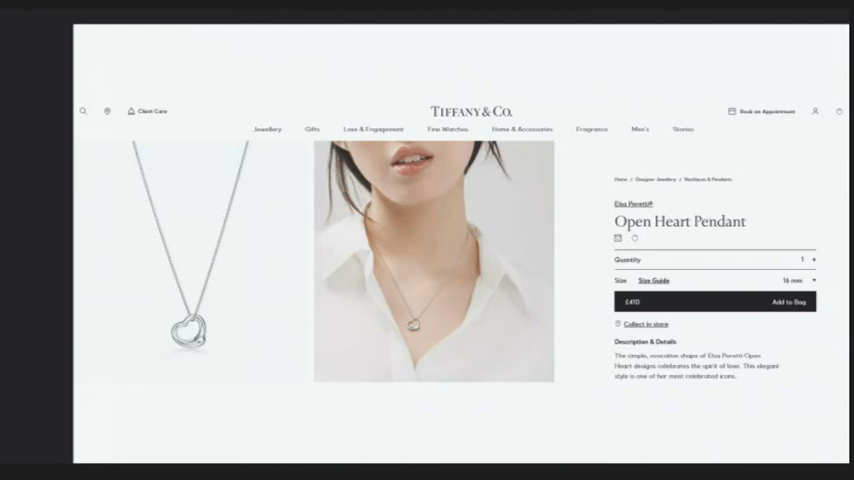 Client Care
TIFFANY & CO.
Book an Appointment
Jewellery Gifts Love & Engagement Fine Watches Home & Accessories Fragrance Men's Stories
Home / Designer Jewellery / Necklaces & Pendants
Elsa Peretti®
Open Heart Pendant
Quantity 1 +
Size Size Guide 16 mm
£410 Add to Bag
Collect in store
Description & Details
The simple, evocative shape of Elsa Peretti Open
Heart designs celebrates the spirit of love. This elegant
style is one of her most celebrated icons.